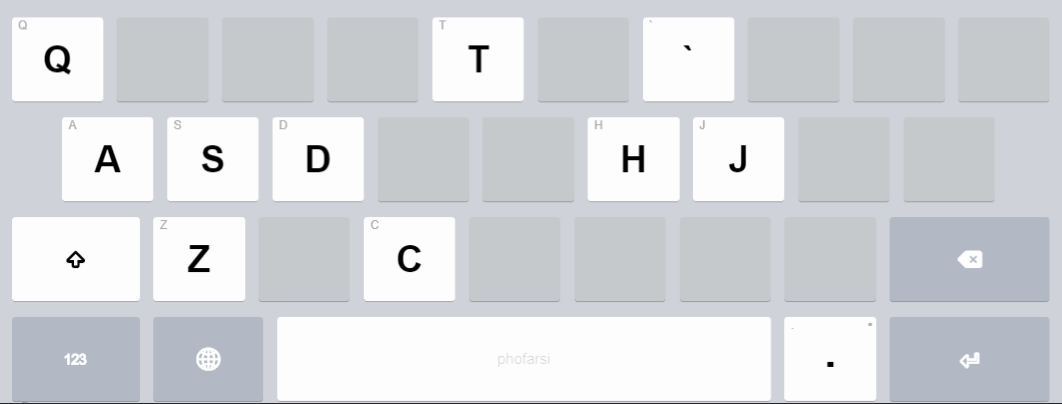 Q Q T T ` `
A A S S D D H H J J
Z Z C C
123 phofarsi . . "